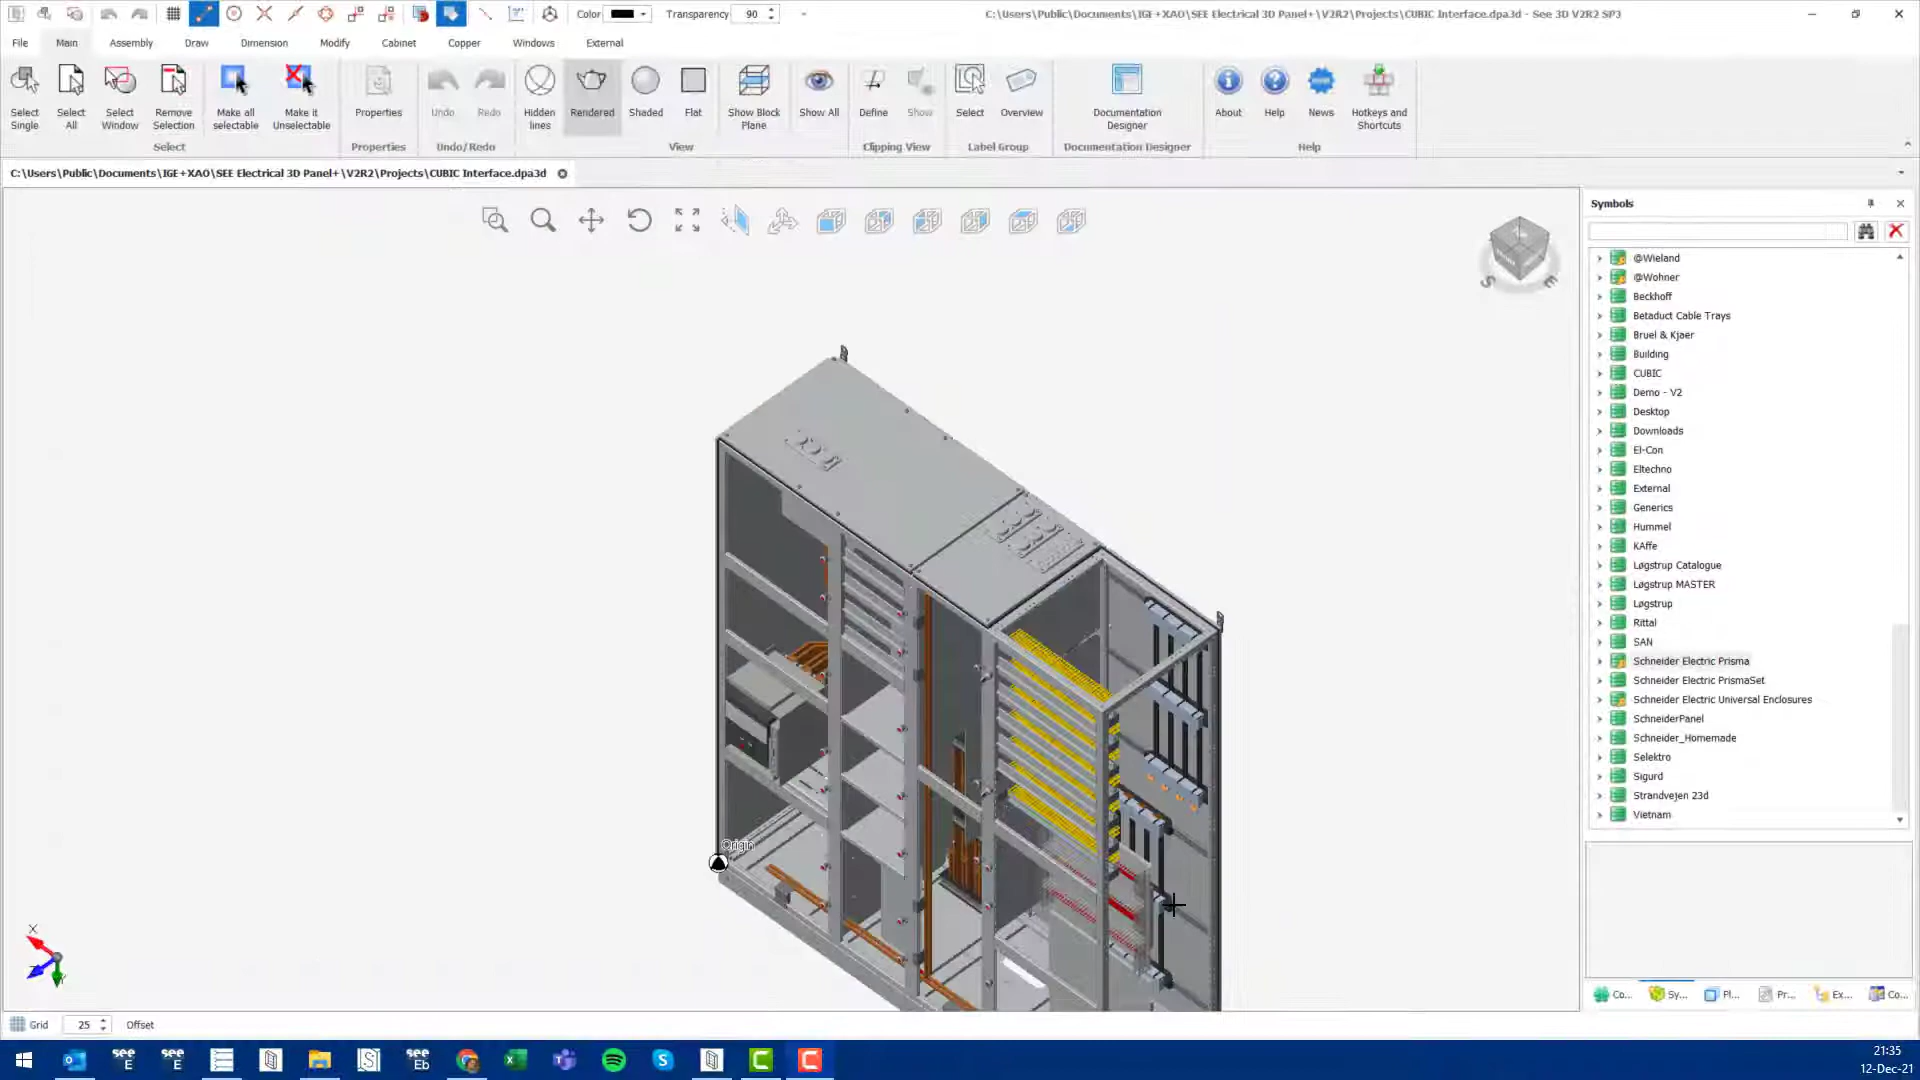 Color
Transparency 90
C:\Users\Public\Documents\IGE+XAO\SEE Electrical 3D Panel+\V2R2\Projects\CUBIC Interface.dpa3d - See 3D V2R2 SP3
File Main Assembly Draw Dimension Modify Cabinet Copper Windows External
Select Single
Select All
Select Window
Remove Selection
Make all selectable
Make it Unselectable
Properties
Undo
Redo
Hidden lines
Rendered
Shaded
Flat
Show Block Plane
Show All
Define
Show
Select
Overview
Documentation Designer
About
Help
News
Hotkeys and Shortcuts
Select Properties Undo/Redo View Clipping View Label Group Documentation Designer Help
C:\Users\Public\Documents\IGE+XAO\SEE Electrical 3D Panel+\V2R2\Projects\CUBIC Interface.dpa3d
Symbols
@Wieland
@Wohner
Beckhoff
Betaduct Cable Trays
Bruel & Kjaer
Building
CUBIC
Demo - V2
Desktop
Downloads
El-Con
Eltechno
External
Generics
Hummel
KAffe
Løgstrup Catalogue
Løgstrup MASTER
Løgstrup
Rittal
SAN
Schneider Electric Prisma
Schneider Electric PrismaSet
Schneider Electric Universal Enclosures
SchneiderPanel
Schneider_Homemade
Selektro
Sigurd
Strandvejen 23d
Vietnam
S E
Origin
X
Co... Sy... Pl... Pr... Ex... Co...
Grid 25 Offset
see E
see E
see Eb
21:35
12-Dec-21